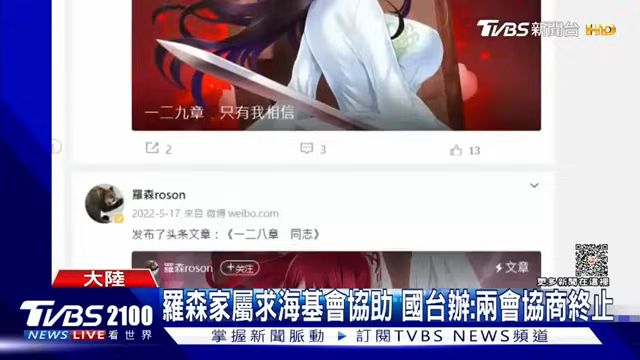 TVBS新聞台 HD
一二九章 只有我相信
2
3
13
羅森roson
2022-5-17 来自 微博 weibo.com
发布了头条文章：《一二八章 同志》
羅森roson
+关注
文章
更多新聞在這裡
大陸
羅森家屬求海基會協助 國台辦:兩會協商終止
TVBS 2100
NEWS LIVE 看世界
掌握新聞脈動 訂閱TVBS NEWS頻道